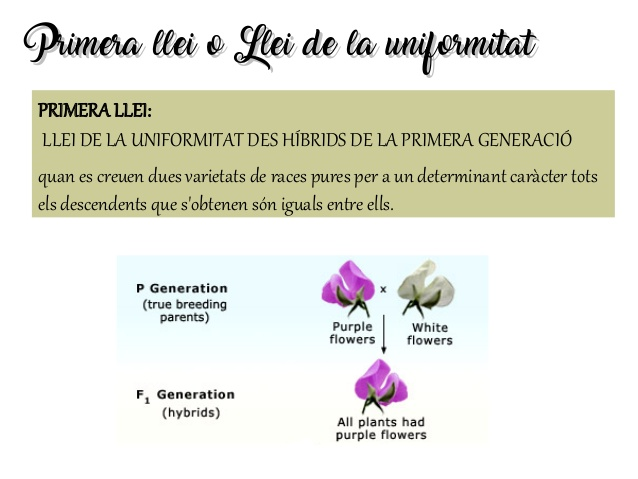 Primera llei o Llei de la uniformitat
PRIMERA LLEI:
LLEI DE LA UNIFORMITAT DES HÍBRIDS DE LA PRIMERA GENERACIÓ
quan es creuen dues varietats de races pures per a un determinant caràcter tots
els descendents que s'obtenen són iguals entre ells.
P Generation
(true breeding
parents)
x
Purple
flowers
White
flowers
F₁ Generation
(hybrids)
All plants had
purple flowers